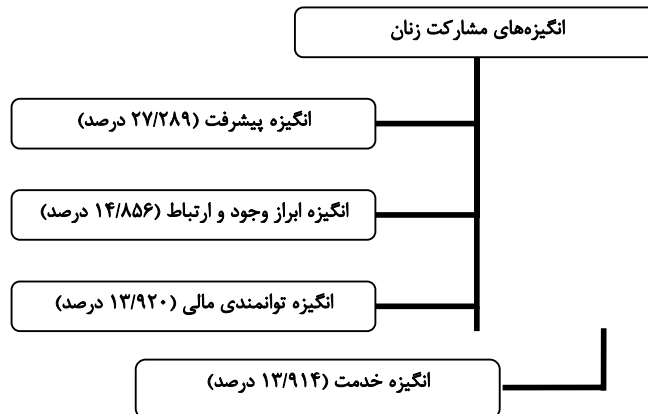 انگیزه‌های مشارکت زنان
انگیزه پیشرفت (۲۷/۲۸۹ درصد)
انگیزه ابراز وجود و ارتباط (۱۴/۸۵۶ درصد)
انگیزه توانمندی مالی (۱۳/۹۲۰ درصد)
انگیزه خدمت (۱۳/۹۱۴ درصد)